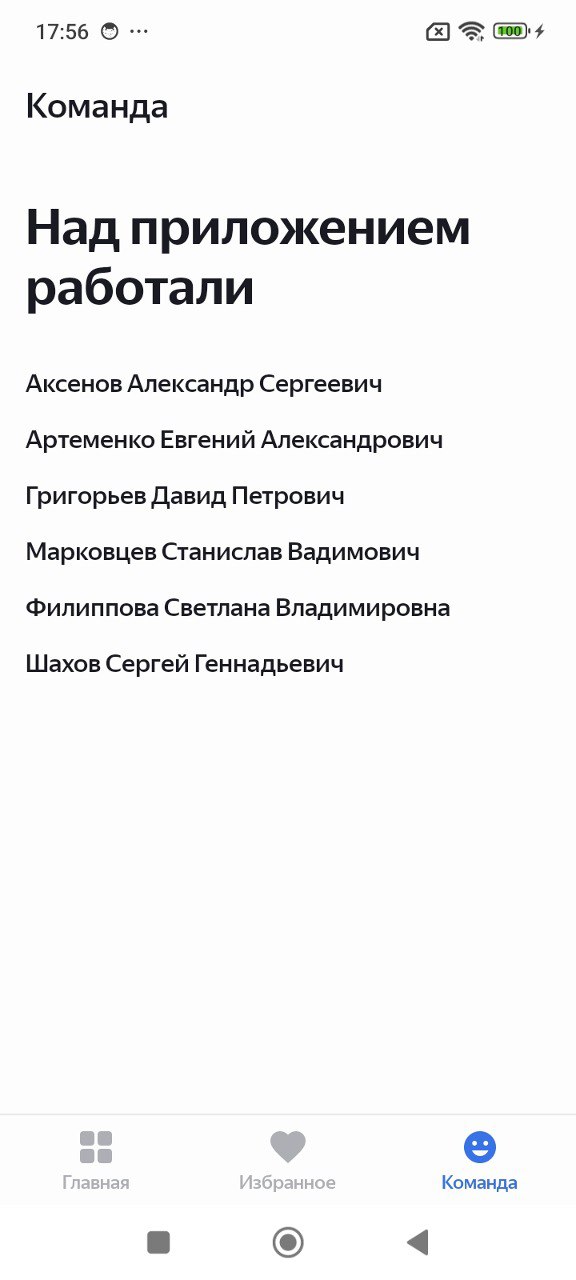 17:56
100
Команда
Над приложением
работали
Аксенов Александр Сергеевич
Артеменко Евгений Александрович
Григорьев Давид Петрович
Марковцев Станислав Вадимович
Филиппова Светлана Владимировна
Шахов Сергей Геннадьевич
Главная
Избранное
Команда